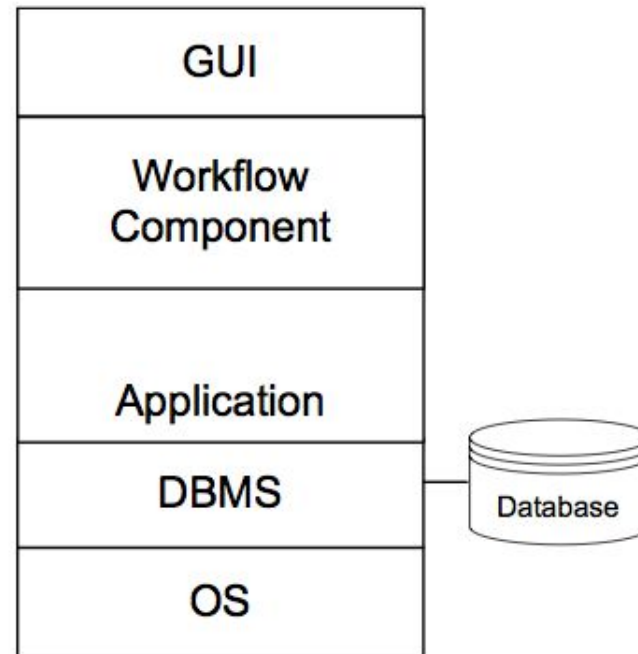 GUI
Workflow
Component
Application
DBMS
Database
OS